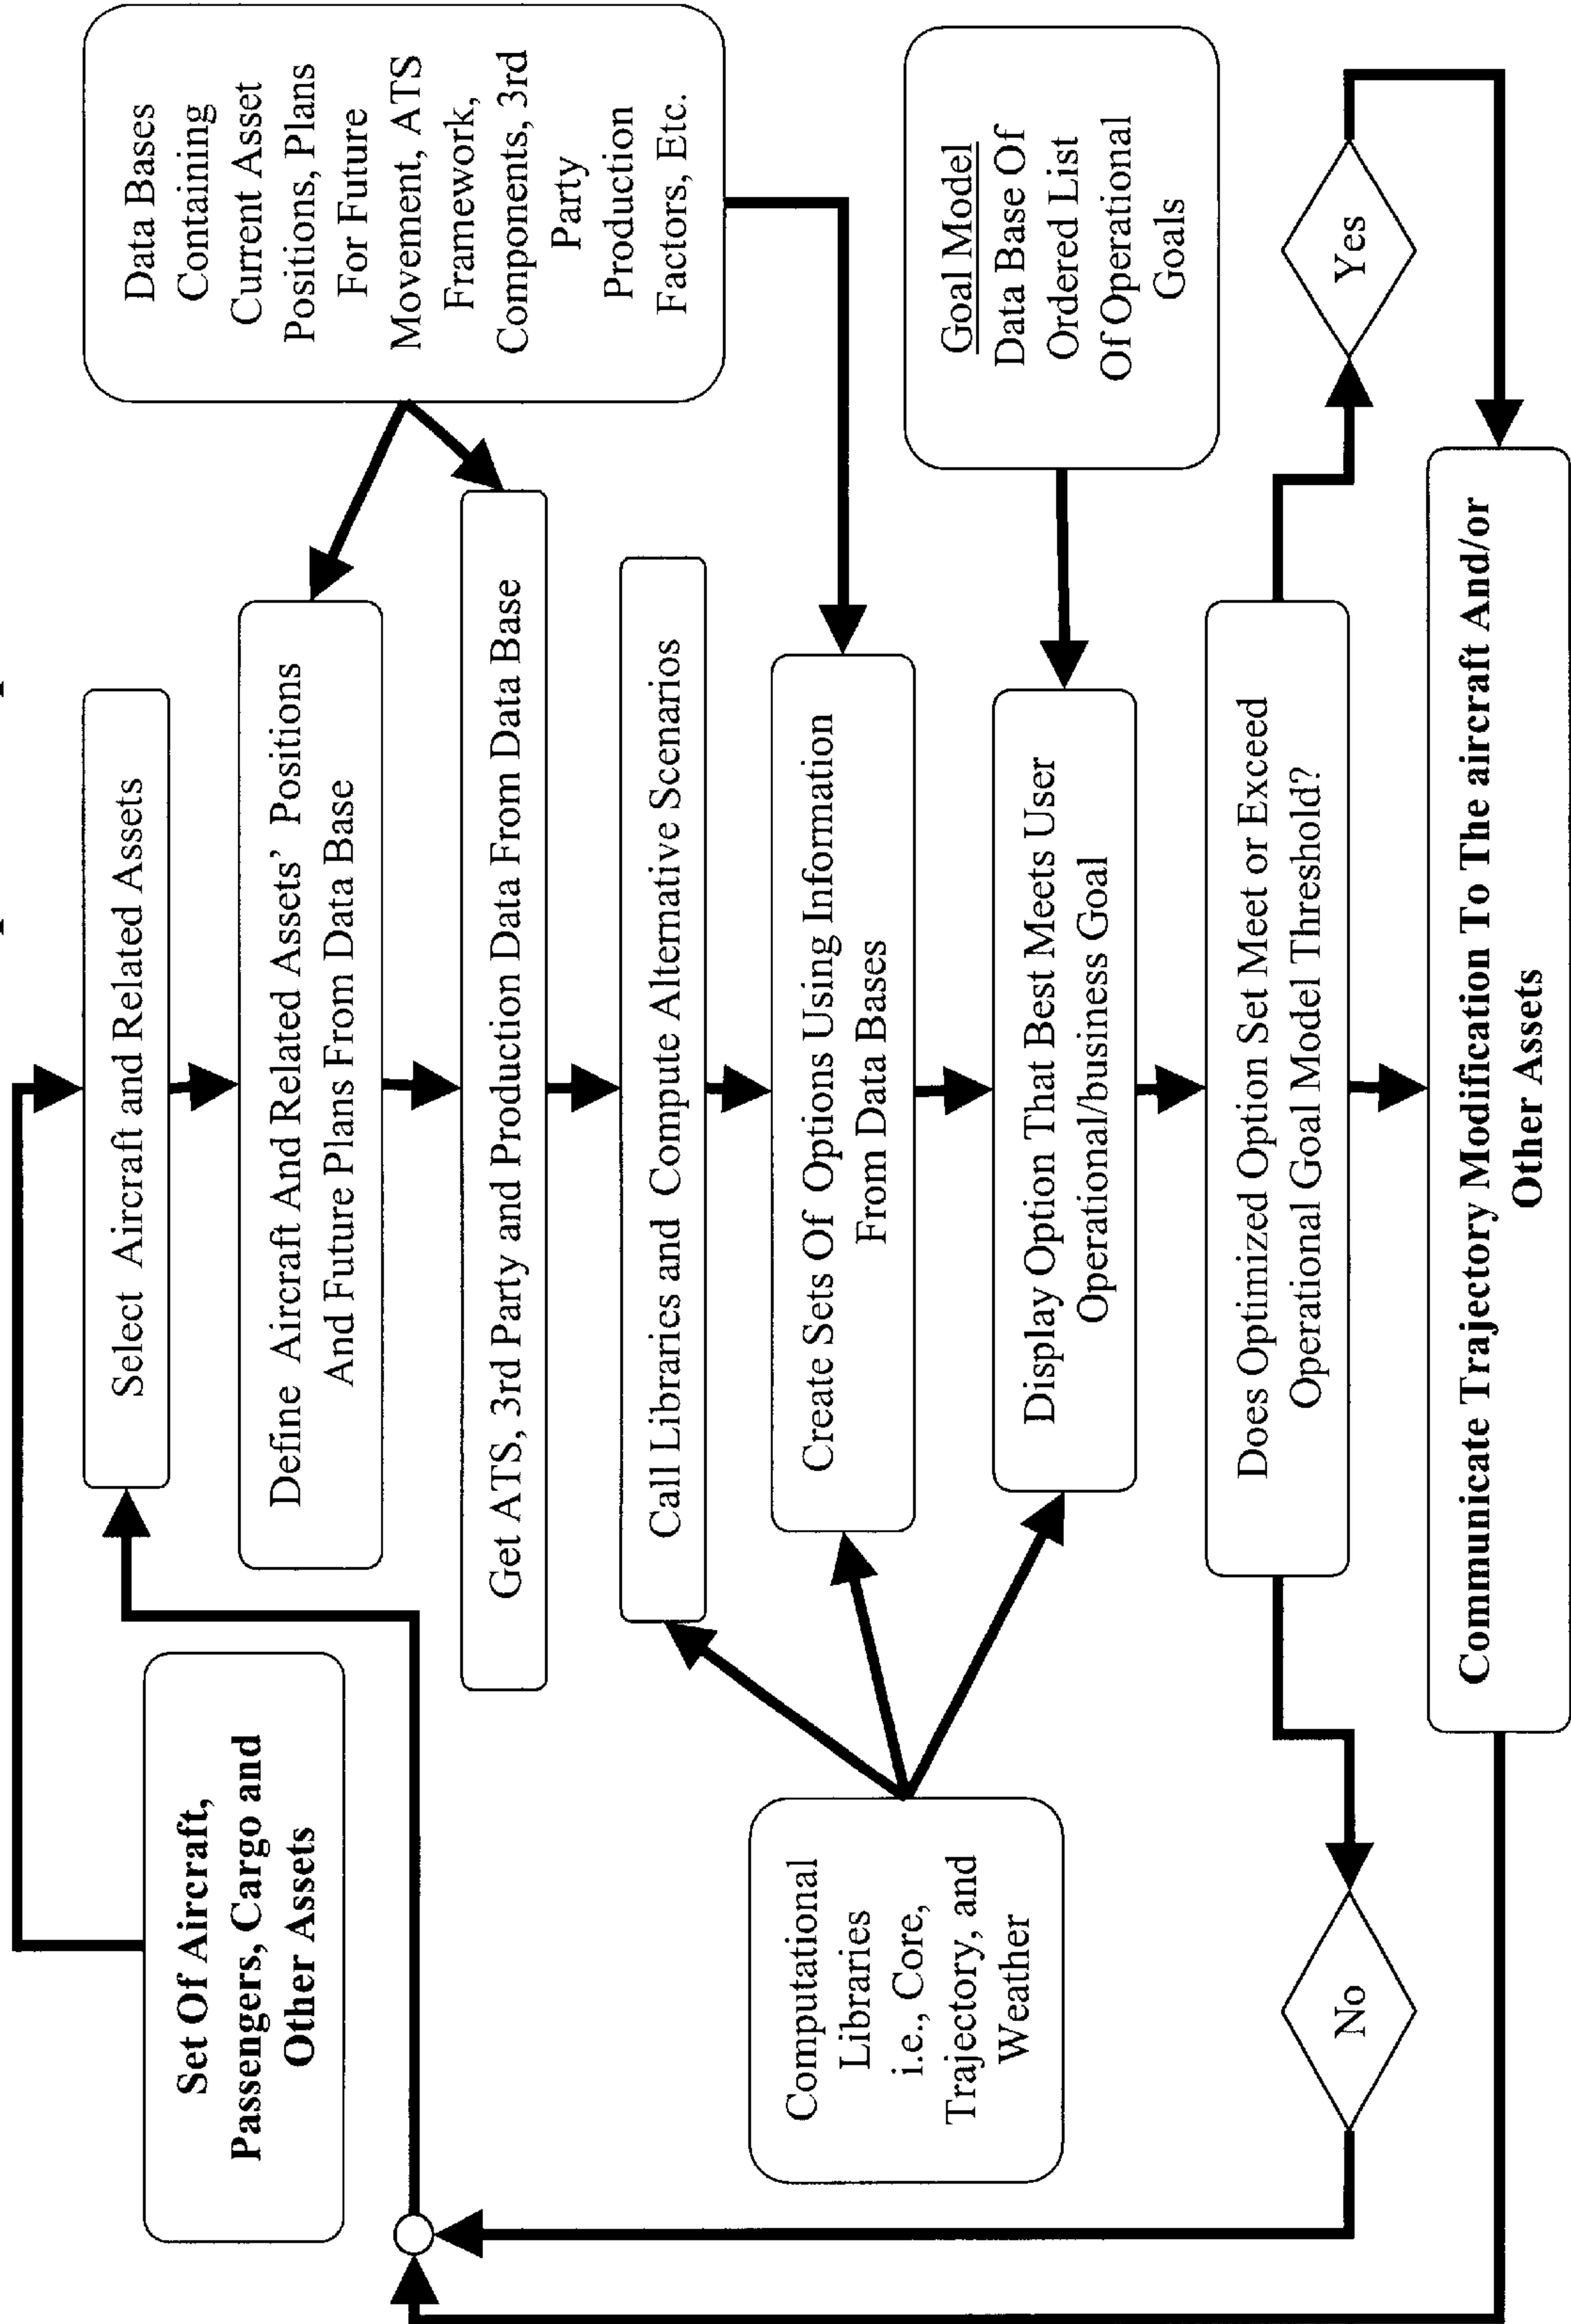 Set Of Aircraft,
Passengers, Cargo and
Other Assets
Select Aircraft and Related Assets
Data Bases
Containing
Current Asset
Positions, Plans
For Future
Movement, ATS
Framework,
Components, 3rd
Party
Production
Factors, Etc.
Define Aircraft And Related Assets' Positions
And Future Plans From Data Base
Get ATS, 3rd Party and Production Data From Data Base
Call Libraries and Compute Alternative Scenarios
Computational
Libraries
i.e., Core,
Trajectory, and
Weather
Create Sets Of Options Using Information
From Data Bases
Goal Model
Data Base Of
Ordered List
Of Operational
Goals
Display Option That Best Meets User
Operational/business Goal
Does Optimized Option Set Meet or Exceed
Operational Goal Model Threshold?
No
Yes
Communicate Trajectory Modification To The aircraft And/or
Other Assets